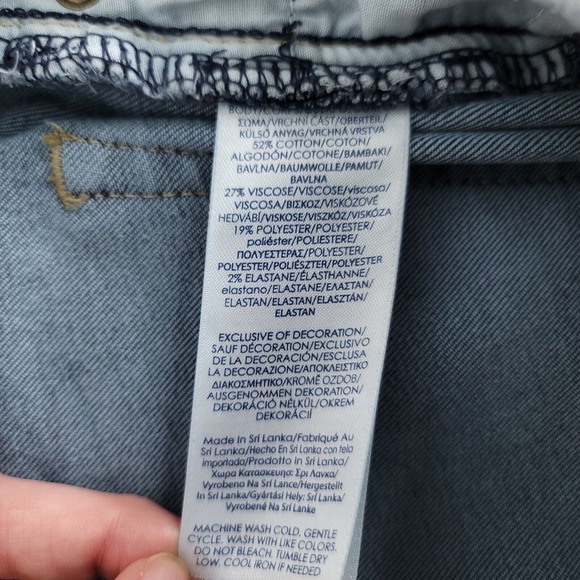 ΣΩΜΑ/VRCHNÍ ČÁST/OBERTEIL/
KÜLSŐ ANYAG/VRCHNÁ VRSTVA
52% COTTON/COTON/
ALGODÓN/COTONE/BAMBAKI/
BAVLNA/BAUMWOLLE/PAMUT/
BAVLNA
27% VISCOSE/VISCOSE/viscosa/
VISCOSA/ΒΙΣΚΟΖ/VISKÓZOVÉ
HEDVÁBÍ/VISKOSE/VISZKÓZ/VISKÓZA
19% POLYESTER/POLYESTER/
poliéster/POLIESTERE/
ΠΟΛΥΕΣΤΕΡΑΣ/POLYESTER/
POLYESTER/POLIÉSZTER/POLYESTER
2% ELASTANE/ÉLASTHANNE/
elastano/ELASTANE/ΕΛΑΣΤΑΝ/
ELASTAN/ELASTAN/ELASZTÁN/
ELASTAN
EXCLUSIVE OF DECORATION/
SAUF DÉCORATION/EXCLUSIVO
DE LA DECORACIÓN/ESCLUSA
LA DECORAZIONE/ΑΠΟΚΛΕΙΣΤΙΚΟ
ΔΙΑΚΟΣΜΗΤΙΚΟ/KROMĚ OZDOB/
AUSGENOMMEN DEKORATION/
DEKORÁCIÓ NÉLKÜL/OKREM
DEKORÁCIÍ
Made In Sri Lanka/Fabriqué Au
Sri Lanka/Hecho En Sri Lanka con tela
importada/Prodotto In Sri Lanka/
Χωρα Κατασκευησ: Σρι Λανκα/
Vyrobeno Na Srí Lance/Hergestellt
In Sri Lanka/Gyártási Hely: Sri Lanka/
Vyrobené Na Srí Lanke
MACHINE WASH COLD, GENTLE
CYCLE. WASH WITH LIKE COLORS.
DO NOT BLEACH. TUMBLE DRY
LOW. COOL IRON IF NEEDED